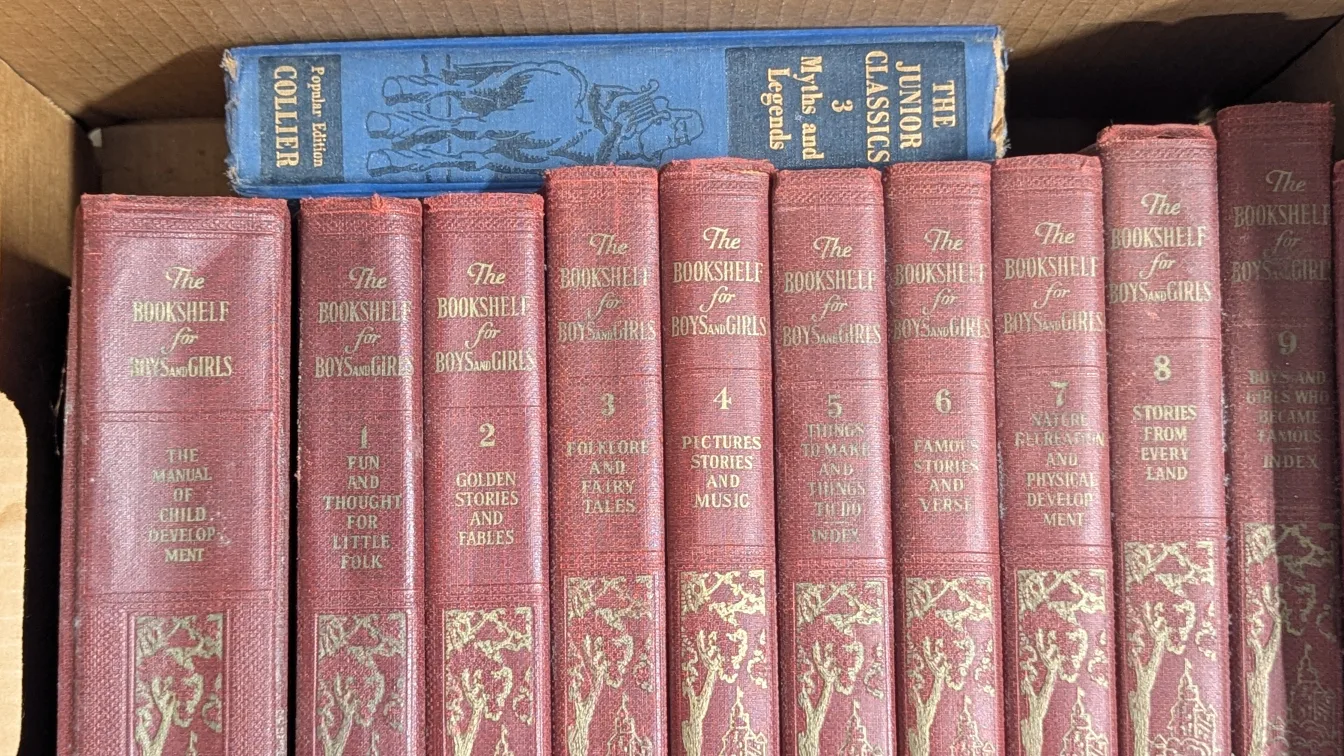 THE
JUNIOR
CLASSICS
3
Myths and
Legends
Popular Edition
COLLIER
The
BOOKSHELF
for
BOYS AND GIRLS
THE
MANUAL
OF
CHILD
DEVELOP-
MENT
The
BOOKSHELF
for
BOYS AND GIRLS
1
FUN
AND
THOUGHT
FOR
LITTLE
FOLK
The
BOOKSHELF
for
BOYS AND GIRLS
2
GOLDEN
STORIES
AND
FABLES
The
BOOKSHELF
for
BOYS AND GIRLS
3
FOLKLORE
AND
FAIRY
TALES
The
BOOKSHELF
for
BOYS AND GIRLS
4
PICTURES
STORIES
AND
MUSIC
The
BOOKSHELF
for
BOYS AND GIRLS
5
THINGS
TO MAKE
AND
THINGS
TO DO
INDEX
The
BOOKSHELF
for
BOYS AND GIRLS
6
FAMOUS
STORIES
AND
VERSE
The
BOOKSHELF
for
BOYS AND GIRLS
7
NATURE
RECREATION
AND
PHYSICAL
DEVELOP
MENT
The
BOOKSHELF
for
BOYS AND GIRLS
8
STORIES
FROM
EVERY
LAND
The
BOOKSHELF
for
BOYS AND GIRLS
9
BOYS AND
GIRLS WHO
BECAME
FAMOUS
INDEX